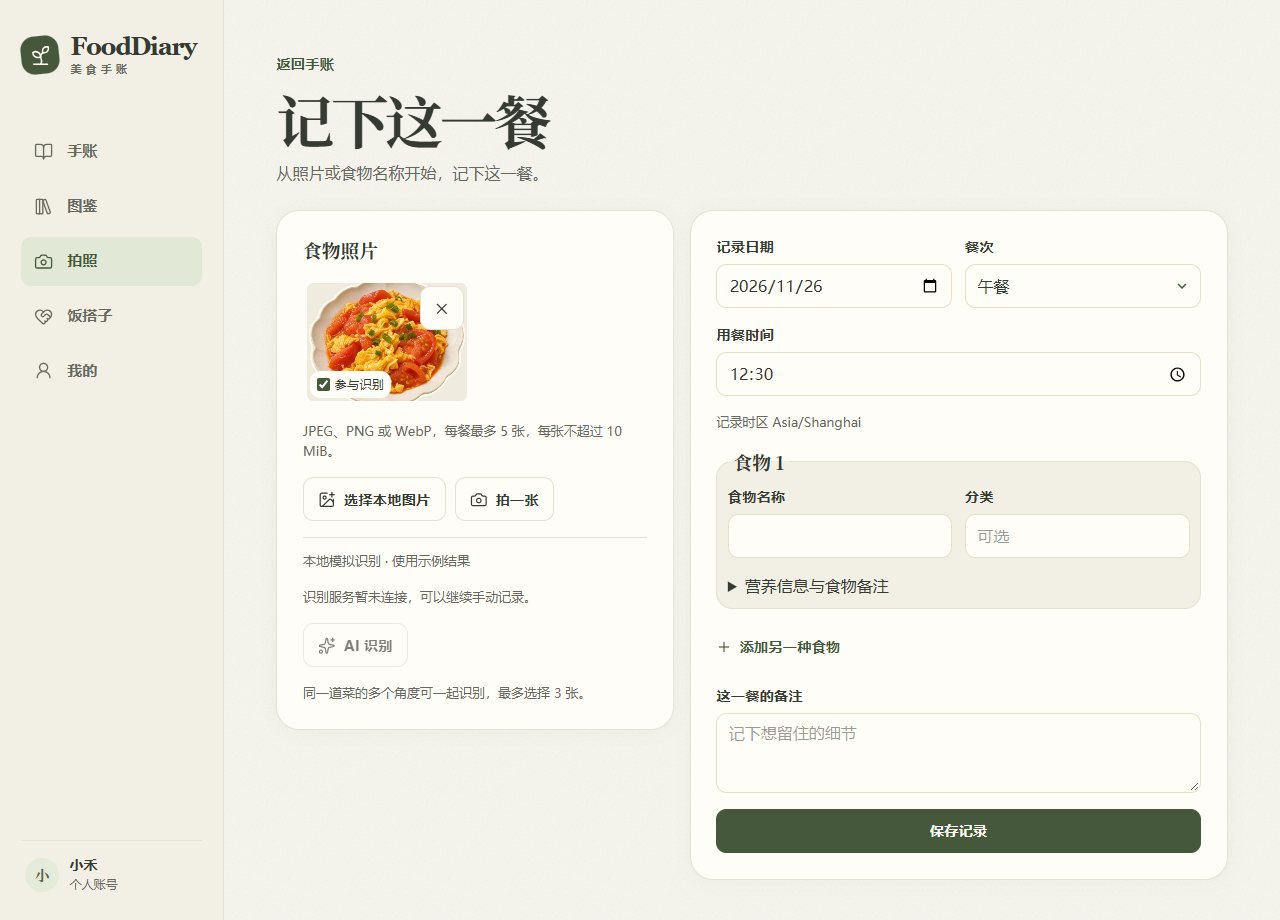 FoodDiary
美食手账
手账
图鉴
拍照
饭搭子
我的
小
小禾
个人账号
返回手账
记下这一餐
从照片或食物名称开始，记下这一餐。
食物照片
参与识别
JPEG、PNG 或 WebP，每餐最多 5 张，每张不超过 10
MiB。
选择本地图片
拍一张
本地模拟识别 · 使用示例结果
识别服务暂未连接，可以继续手动记录。
AI 识别
同一道菜的多个角度可一起识别，最多选择 3 张。
记录日期
餐次
2026/11/26
午餐
用餐时间
12:30
记录时区 Asia/Shanghai
食物 1
食物名称
分类
可选
营养信息与食物备注
添加另一种食物
这一餐的备注
记下想留住的细节
保存记录